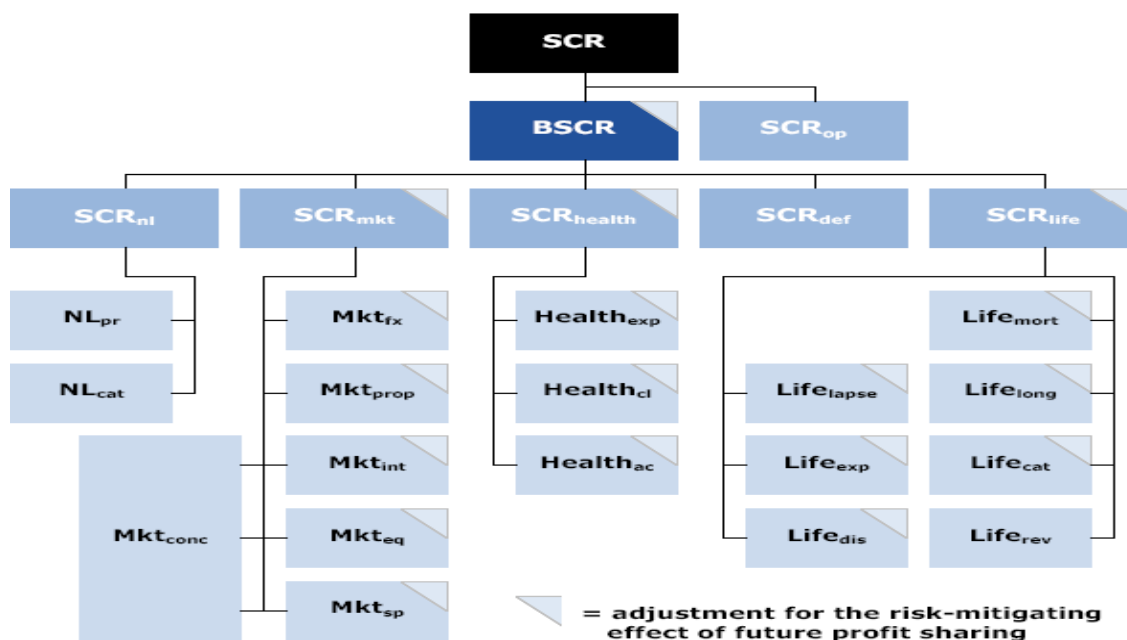 SCR
BSCR SCRop
SCRnl SCRmkt SCRhealth SCRdef SCRlife
NLpr Mktfx Healthexp Lifemort
NLcat Mktprop Healthcl Lifelapse Lifelong
Mktint Healthac Lifeexp Lifecat
Mktconc Mkteq Lifedis Liferev
Mktsp
= adjustment for the risk-mitigating
effect of future profit sharing